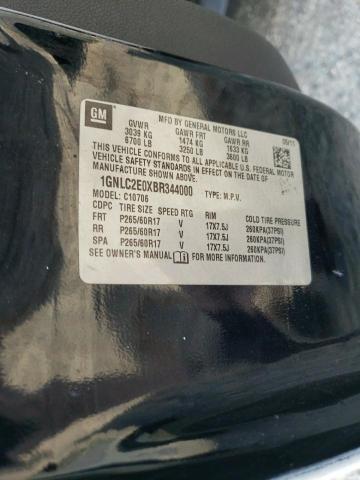 GM
MFD BY GENERAL MOTORS LLC
GVWR GAWR FRT GAWR RR
3039 KG 1474 KG 1633 KG
6700 LB 3250 LB 3600 LB
05/11
THIS VEHICLE CONFORMS TO ALL APPLICABLE U.S. FEDERAL
MOTOR VEHICLE SAFETY STANDARDS IN
EFFECT ON THE DATE OF
MANUFACTURE SHOWN ABOVE.
1GNLC2E0XBR344000 TYPE: M.P.V.
MODEL: C10706
CDPC TIRE SIZE SPEED RTG RIM COLD TIRE PRESSURE
FRT P265/60R17 V 17X7.5J 260KPA(37PSI)
RR P265/60R17 V 17X7.5J 260KPA(37PSI)
SPA P265/60R17 V 17X7.5J 260KPA(37PSI)
SEE OWNER'S MANUAL FOR MORE INFORMATION.